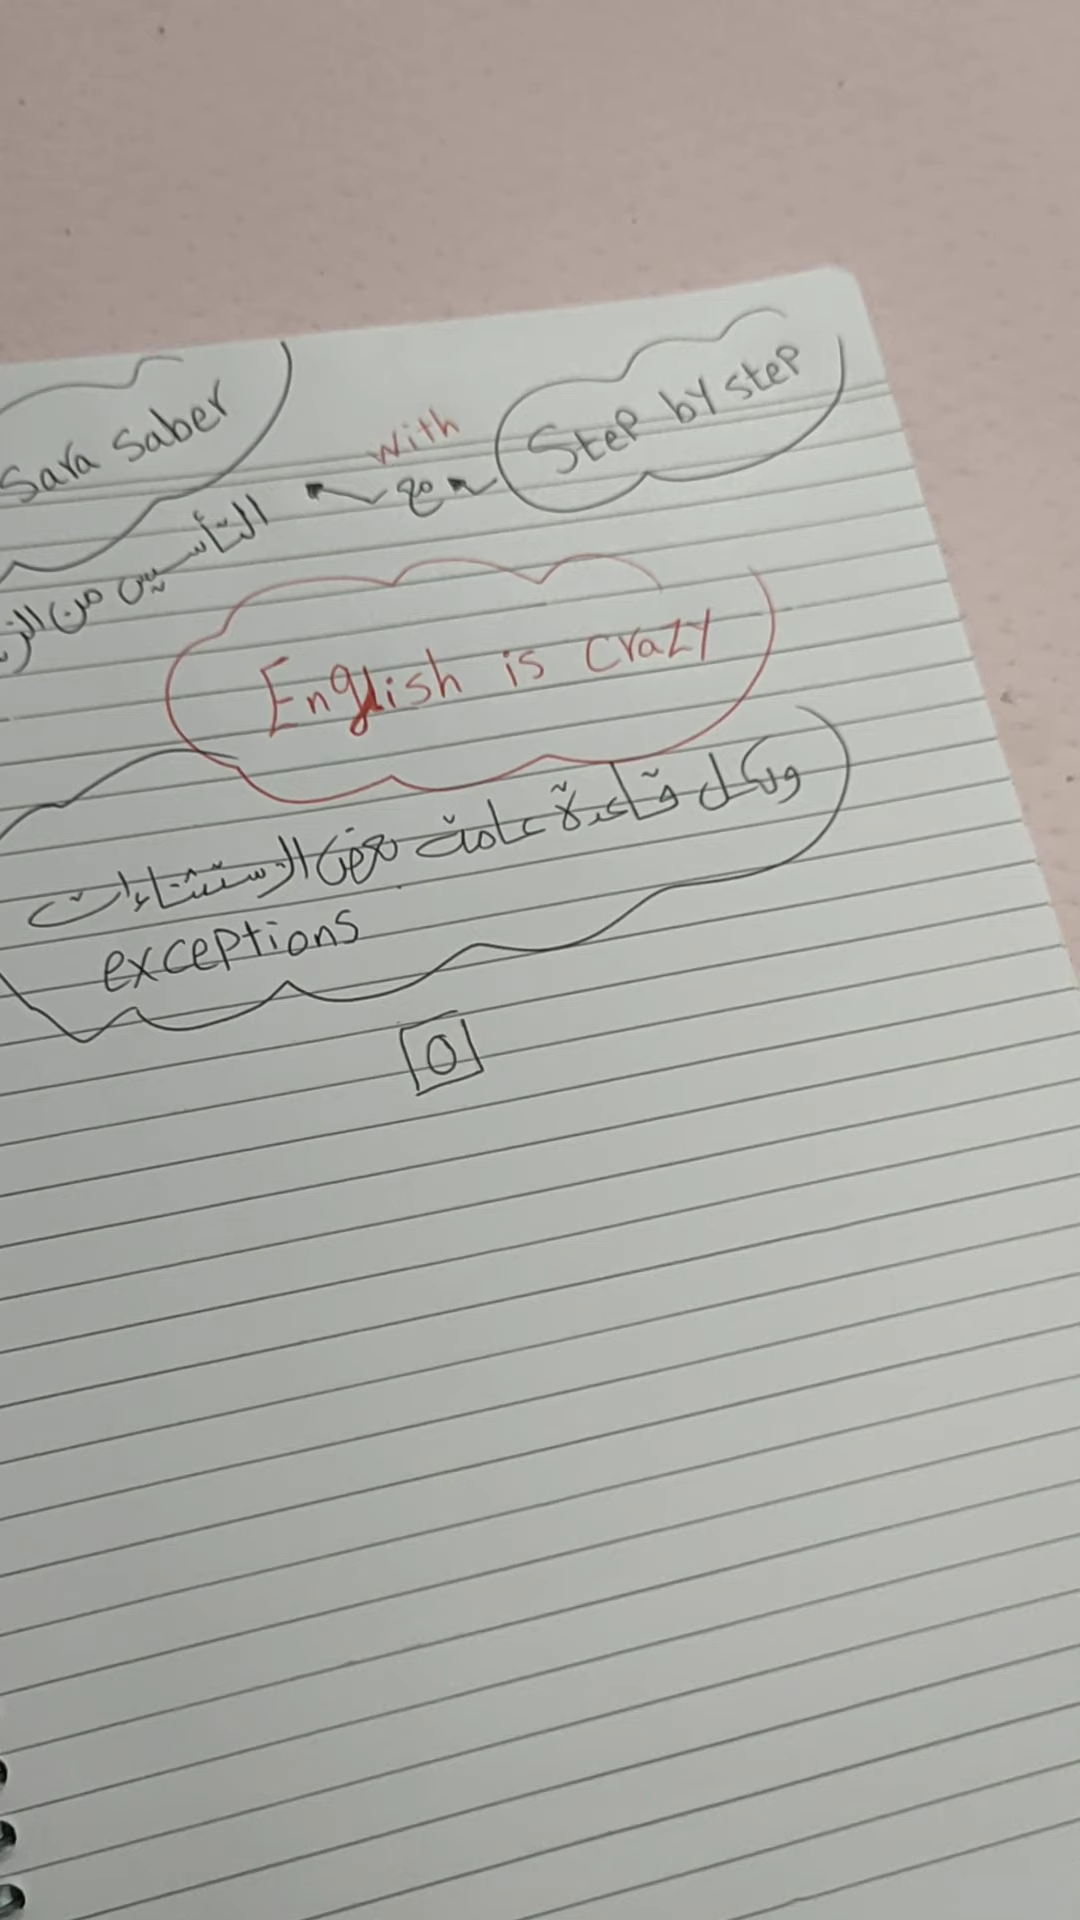 Step by step with مع Sara Saber
التأسيس من
English is crazy
ولكل قاعدة عامة بعض الاستثناءات
exceptions
0